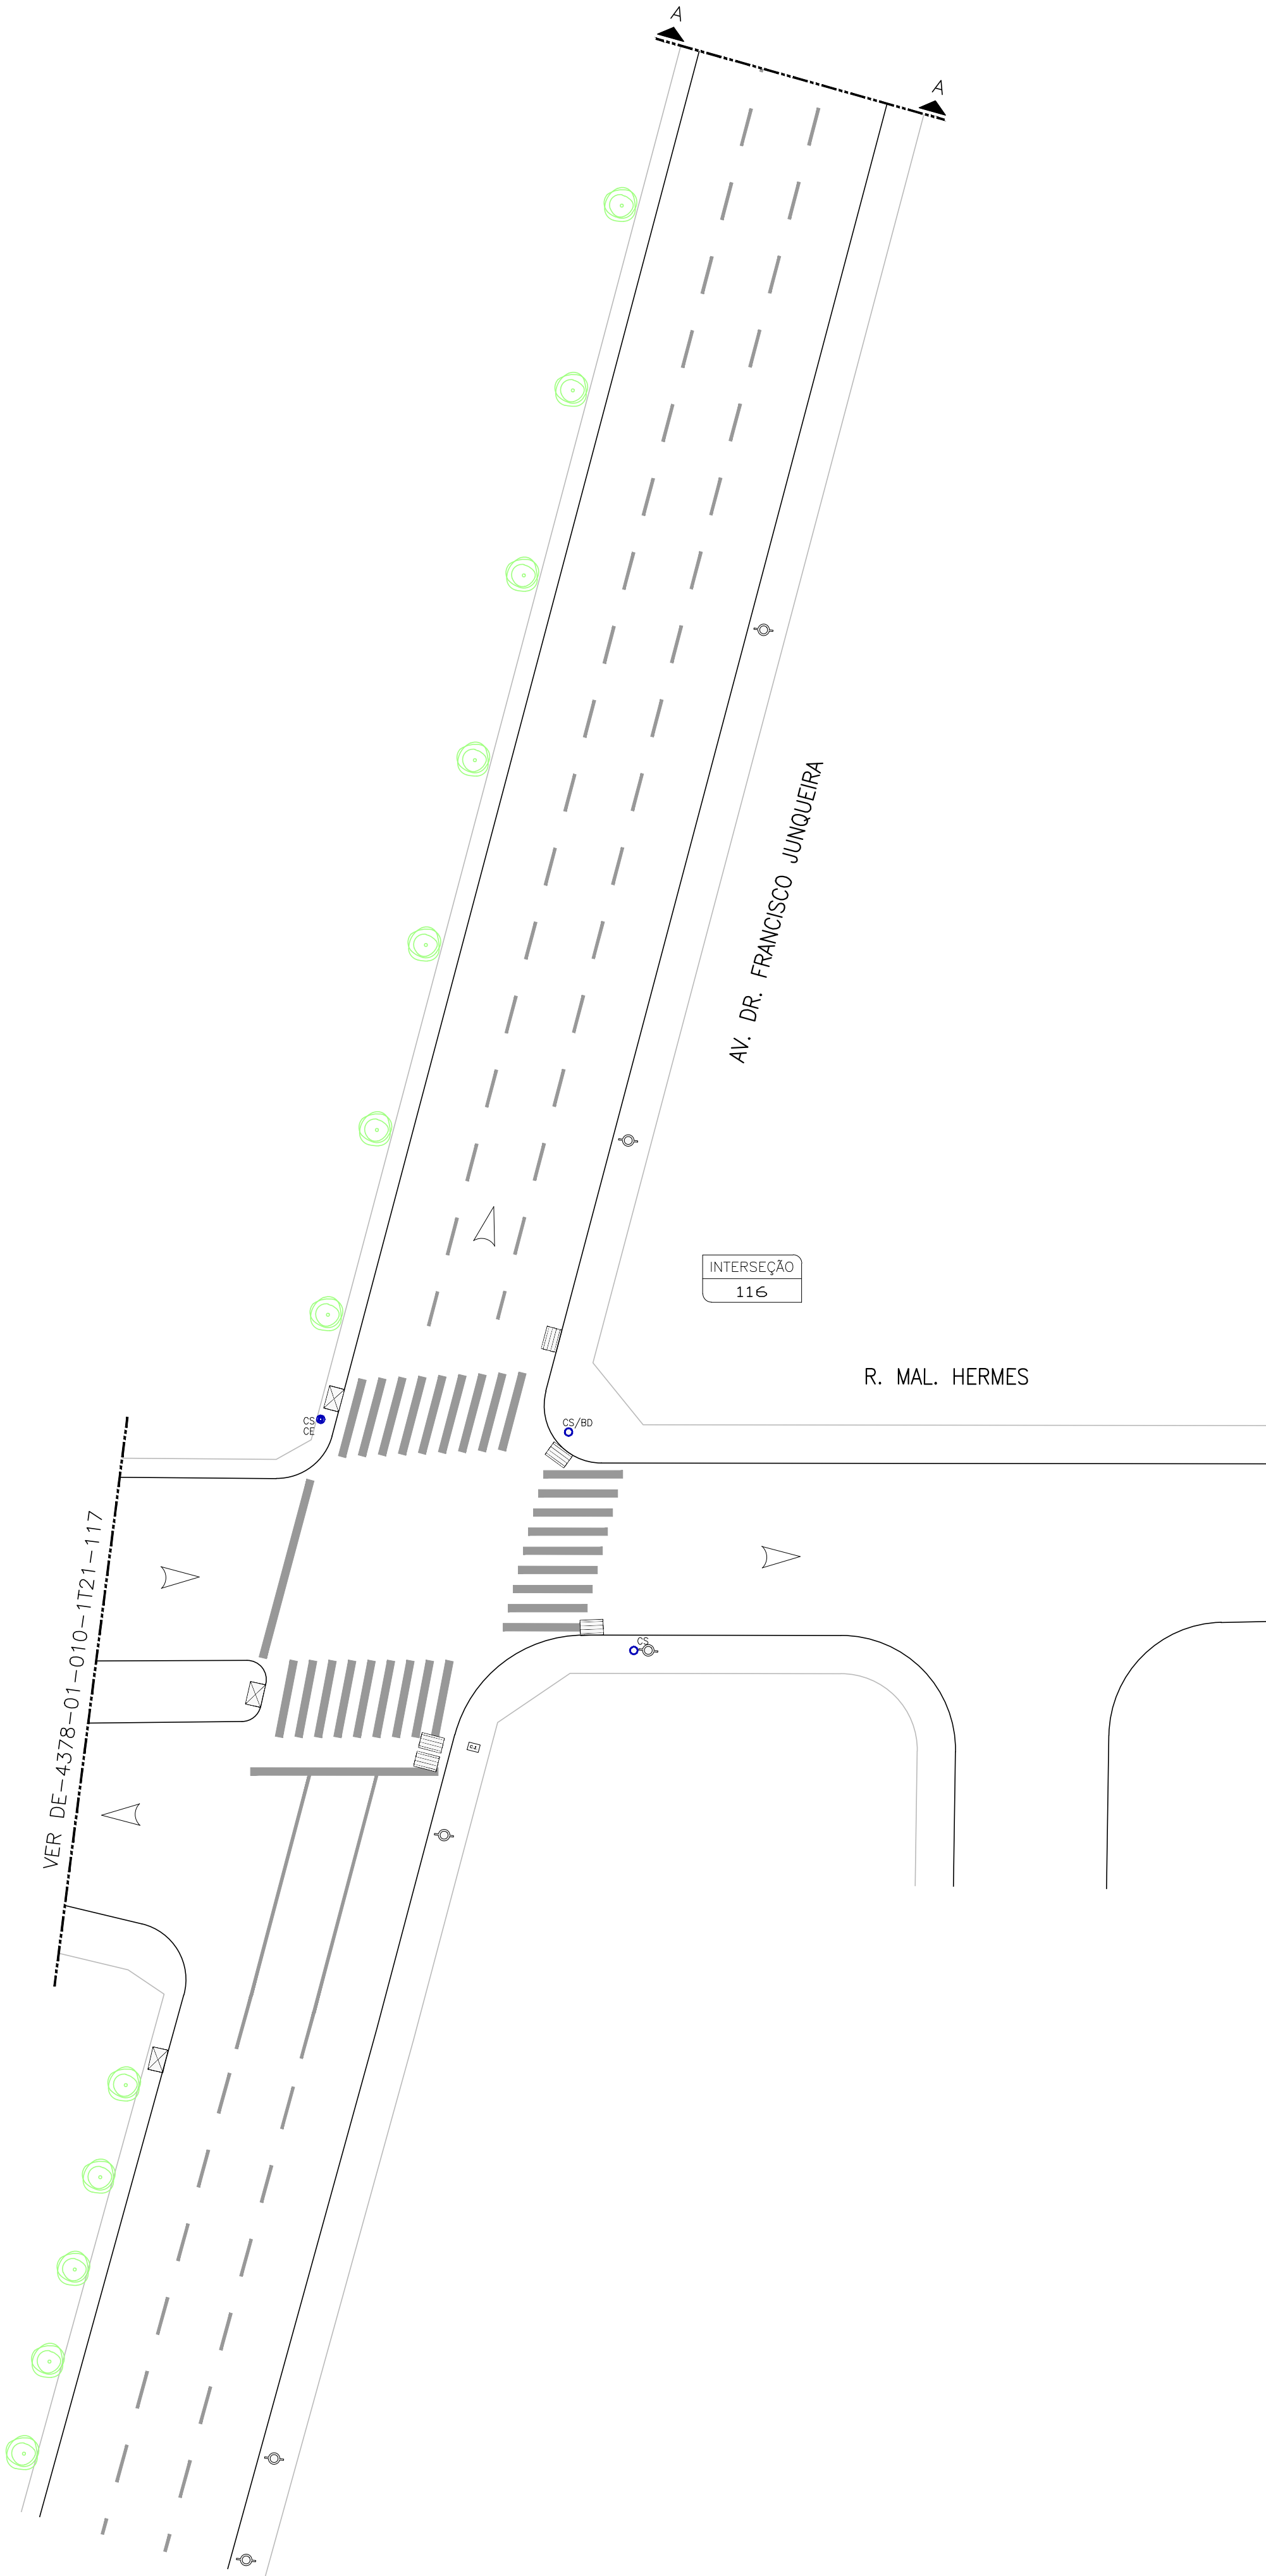 A
A
AV. DR. FRANCISCO JUNQUEIRA
INTERSEÇÃO
116
R. MAL. HERMES
CS
CE
CS/BD
VER DE-4378-01-010-1T21-117
CS